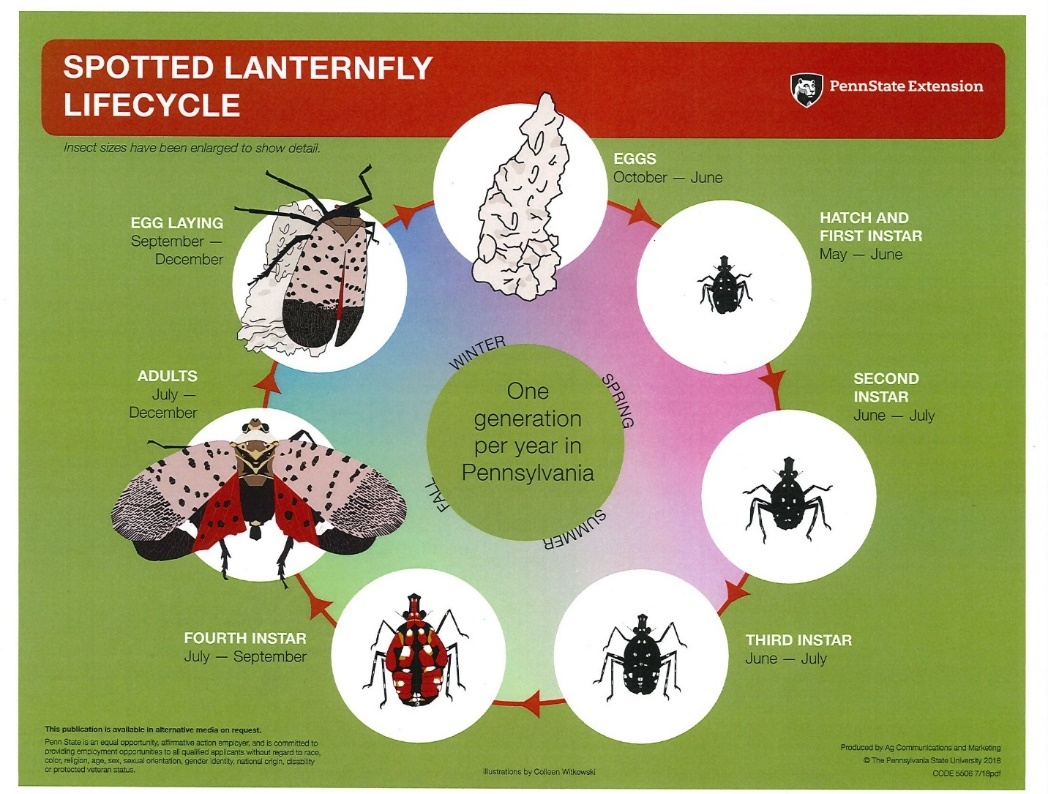 SPOTTED LANTERNFLY
LIFECYCLE
PennState Extension
Insect sizes have been enlarged to show detail.
EGGS
October — June
HATCH AND
FIRST INSTAR
May — June
SECOND
INSTAR
June — July
THIRD INSTAR
June — July
FOURTH INSTAR
July — September
ADULTS
July —
December
EGG LAYING
September —
December
WINTER
SPRING
SUMMER
FALL
One
generation
per year in
Pennsylvania
This publication is available in alternative media on request.
Penn State is an equal opportunity, affirmative action employer, and is committed to
providing employment opportunities to all qualified applicants without regard to race,
color, religion, age, sex, sexual orientation, gender identity, national origin, disability
or protected veteran status.
Illustrations by Colleen Witkowski
Produced by Ag Communications and Marketing
© The Pennsylvania State University 2018
CODE 5508 7/18pdf